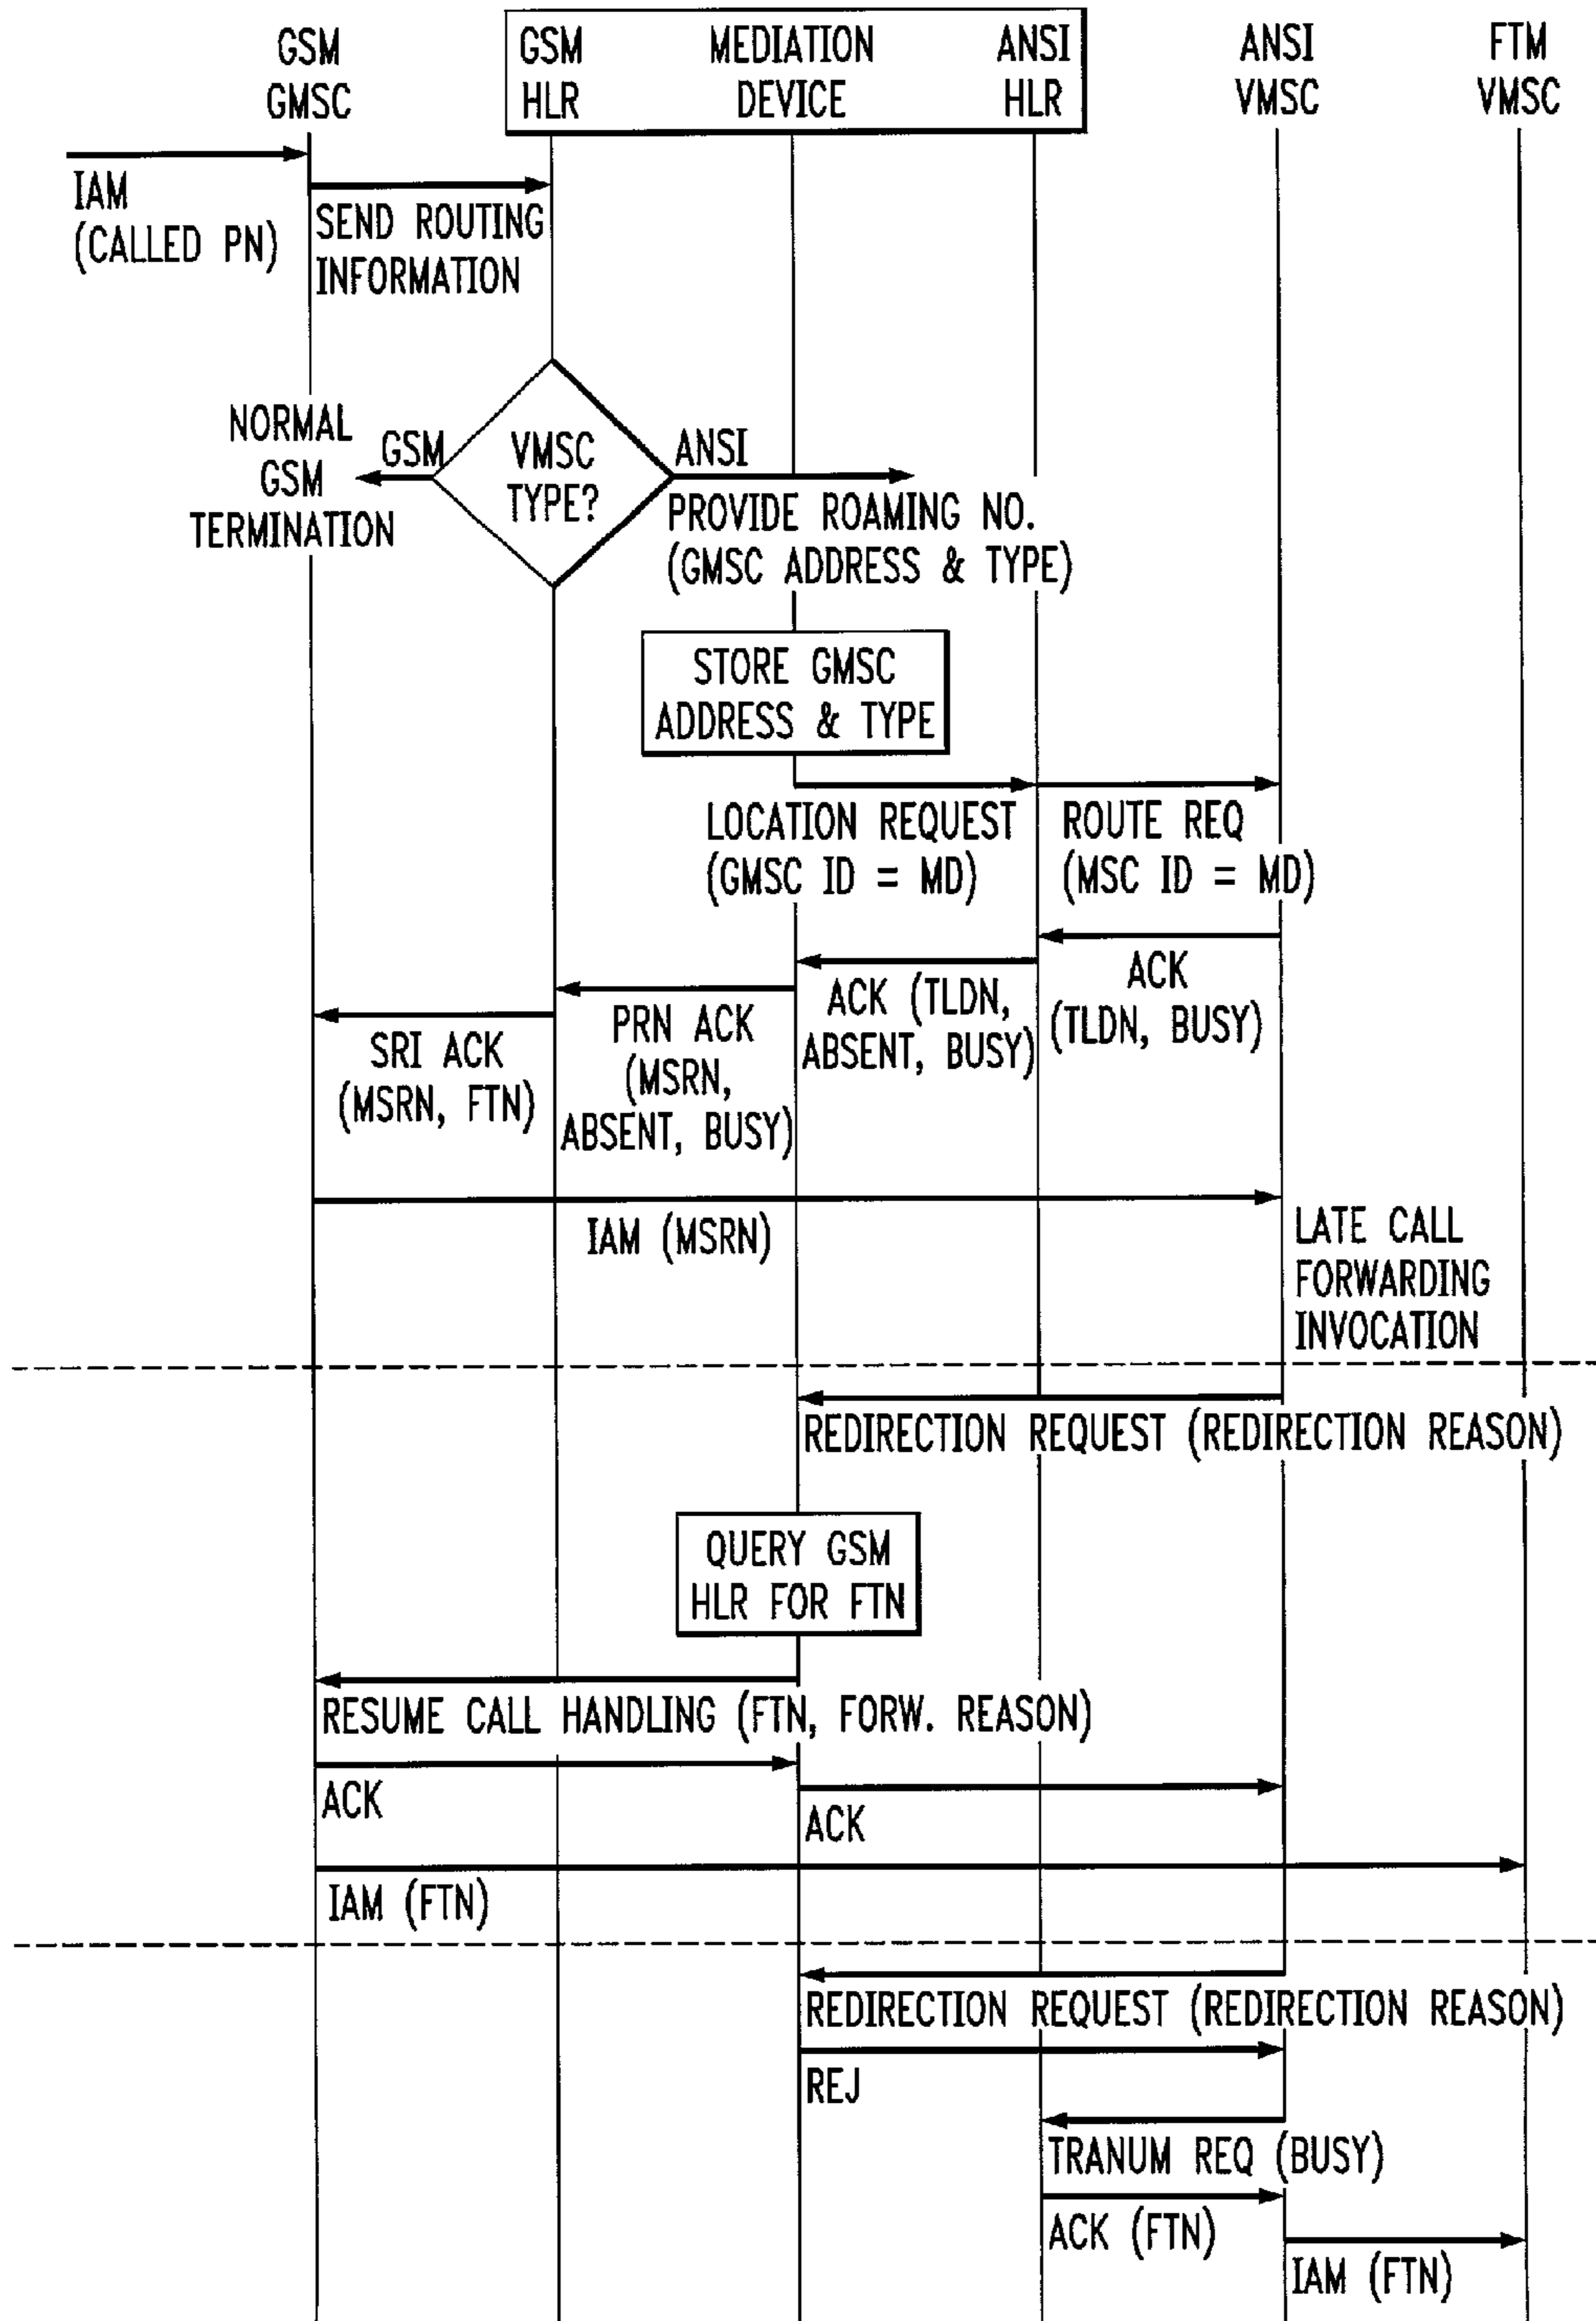 GSM
GMSC
GSM
HLR
MEDIATION
DEVICE
ANSI
HLR
ANSI
VMSC
FTM
VMSC
IAM
(CALLED PN)
SEND ROUTING
INFORMATION
NORMAL
GSM
TERMINATION
GSM
VMSC
TYPE?
ANSI
PROVIDE ROAMING NO.
(GMSC ADDRESS & TYPE)
STORE GMSC
ADDRESS & TYPE
LOCATION REQUEST
(GMSC ID = MD)
ROUTE REQ
(MSC ID = MD)
ACK
(TLDN, BUSY)
ACK (TLDN,
ABSENT, BUSY)
PRN ACK
(MSRN,
ABSENT, BUSY)
SRI ACK
(MSRN, FTN)
IAM (MSRN)
LATE CALL
FORWARDING
INVOCATION
REDIRECTION REQUEST (REDIRECTION REASON)
QUERY GSM
HLR FOR FTN
RESUME CALL HANDLING (FTN, FORW. REASON)
ACK
ACK
IAM (FTN)
REDIRECTION REQUEST (REDIRECTION REASON)
REJ
TRANUM REQ (BUSY)
ACK (FTN)
IAM (FTN)